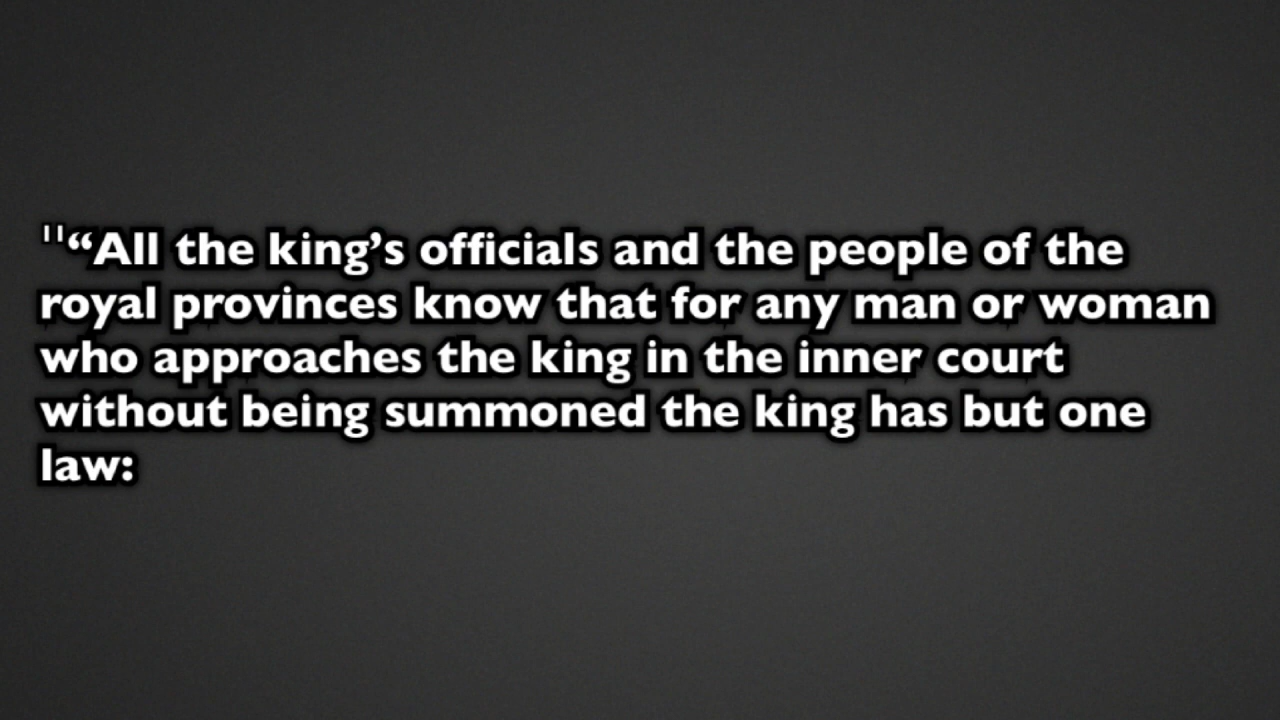 11“All the king’s officials and the people of the
royal provinces know that for any man or woman
who approaches the king in the inner court
without being summoned the king has but one
law: